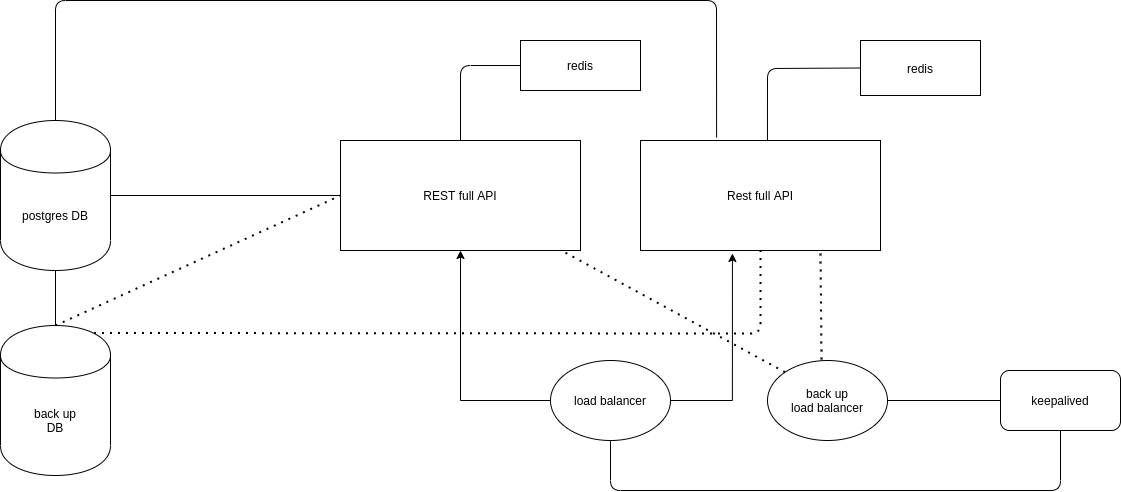 redis
redis
REST full API
Rest full API
postgres DB
load balancer
back up
load balancer
keepalived
back up
DB